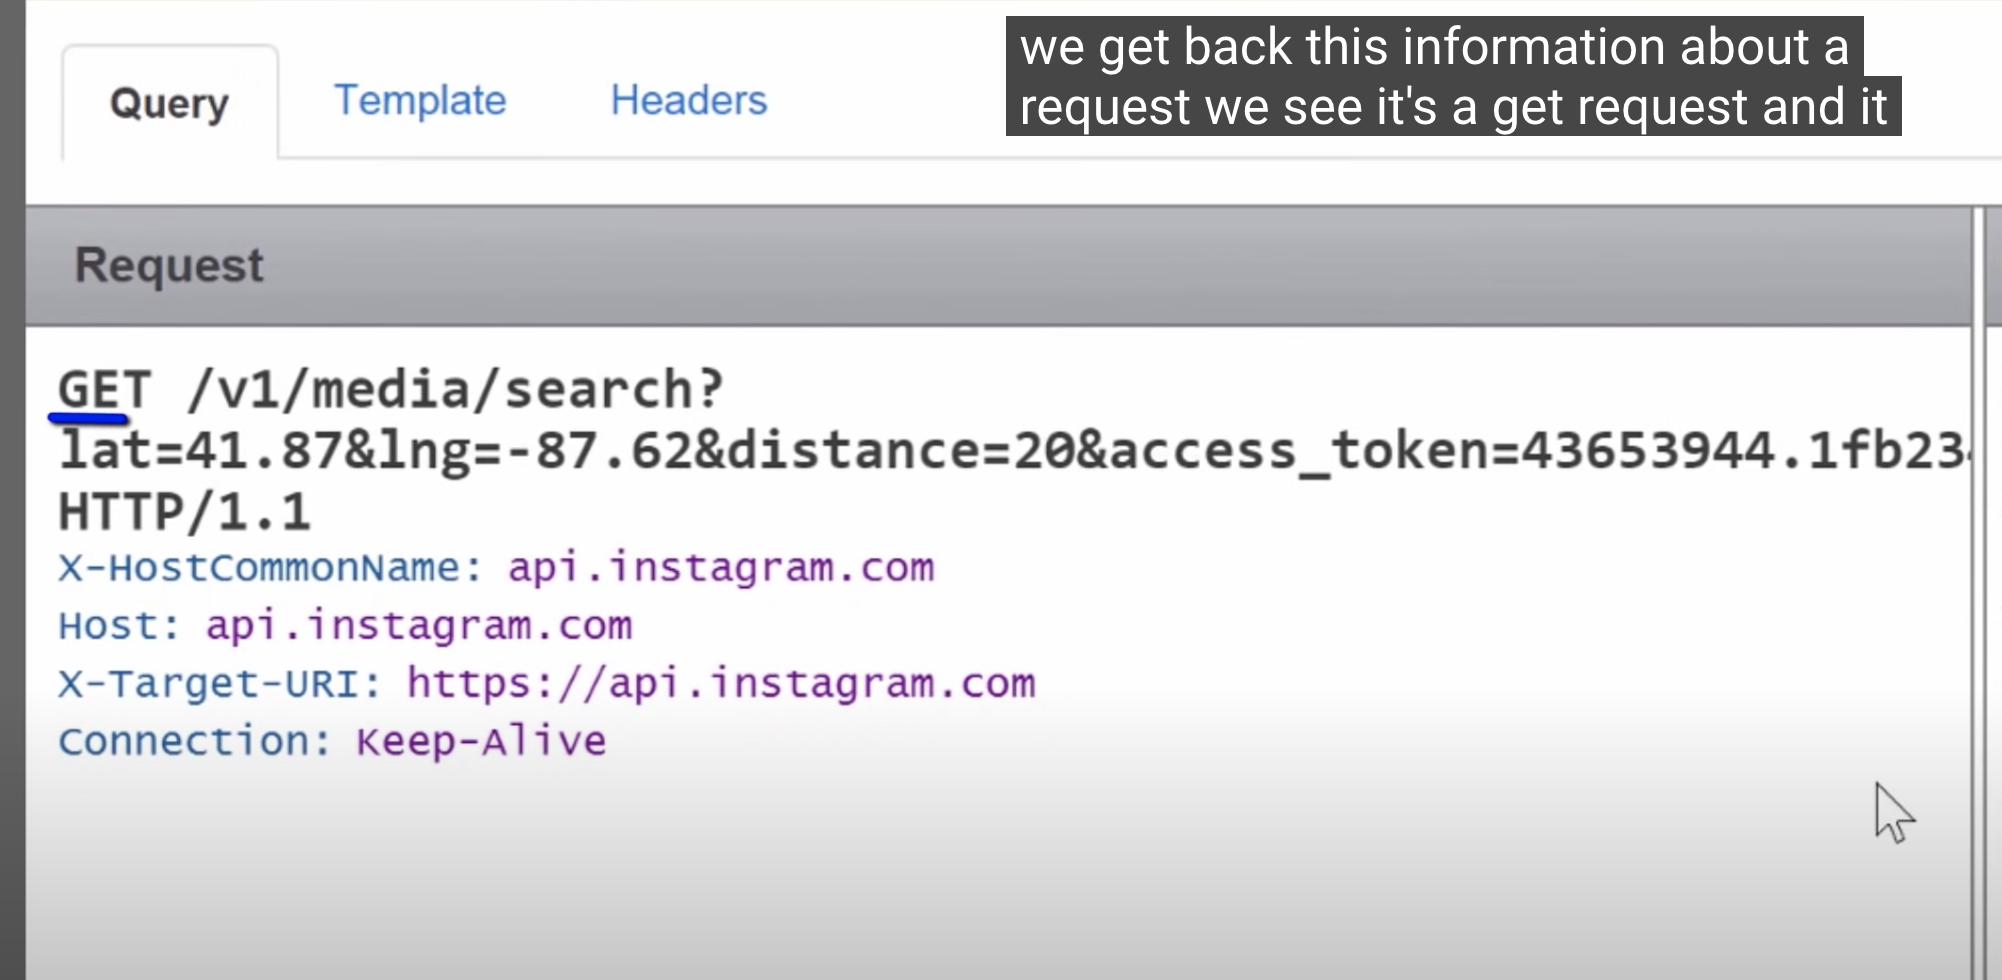 we get back this information about a
request we see it's a get request and it
Query
Template
Headers
Request
GET /v1/media/search?
lat=41.87&lng=-87.62&distance=20&access_token=43653944.1fb23
HTTP/1.1
X-HostCommonName: api.instagram.com
Host: api.instagram.com
X-Target-URI: https://api.instagram.com
Connection: Keep-Alive